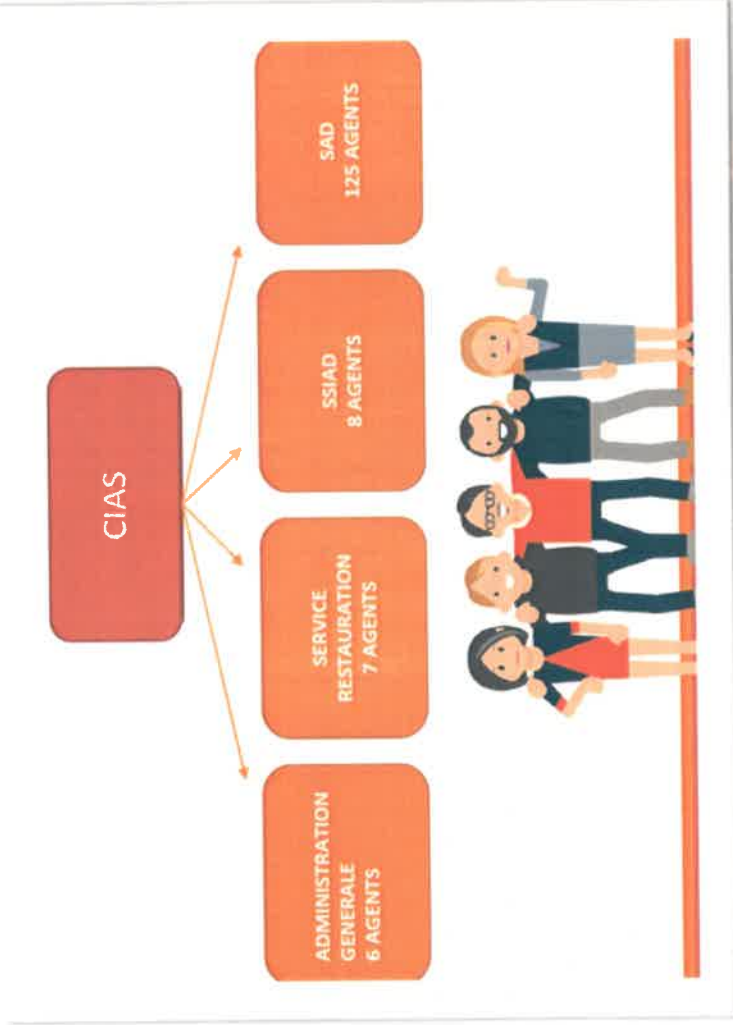 CIAS
ADMINISTRATION
GENERALE
6 AGENTS
SERVICE
RESTAURATION
7 AGENTS
SSIAD
8 AGENTS
SAD
125 AGENTS